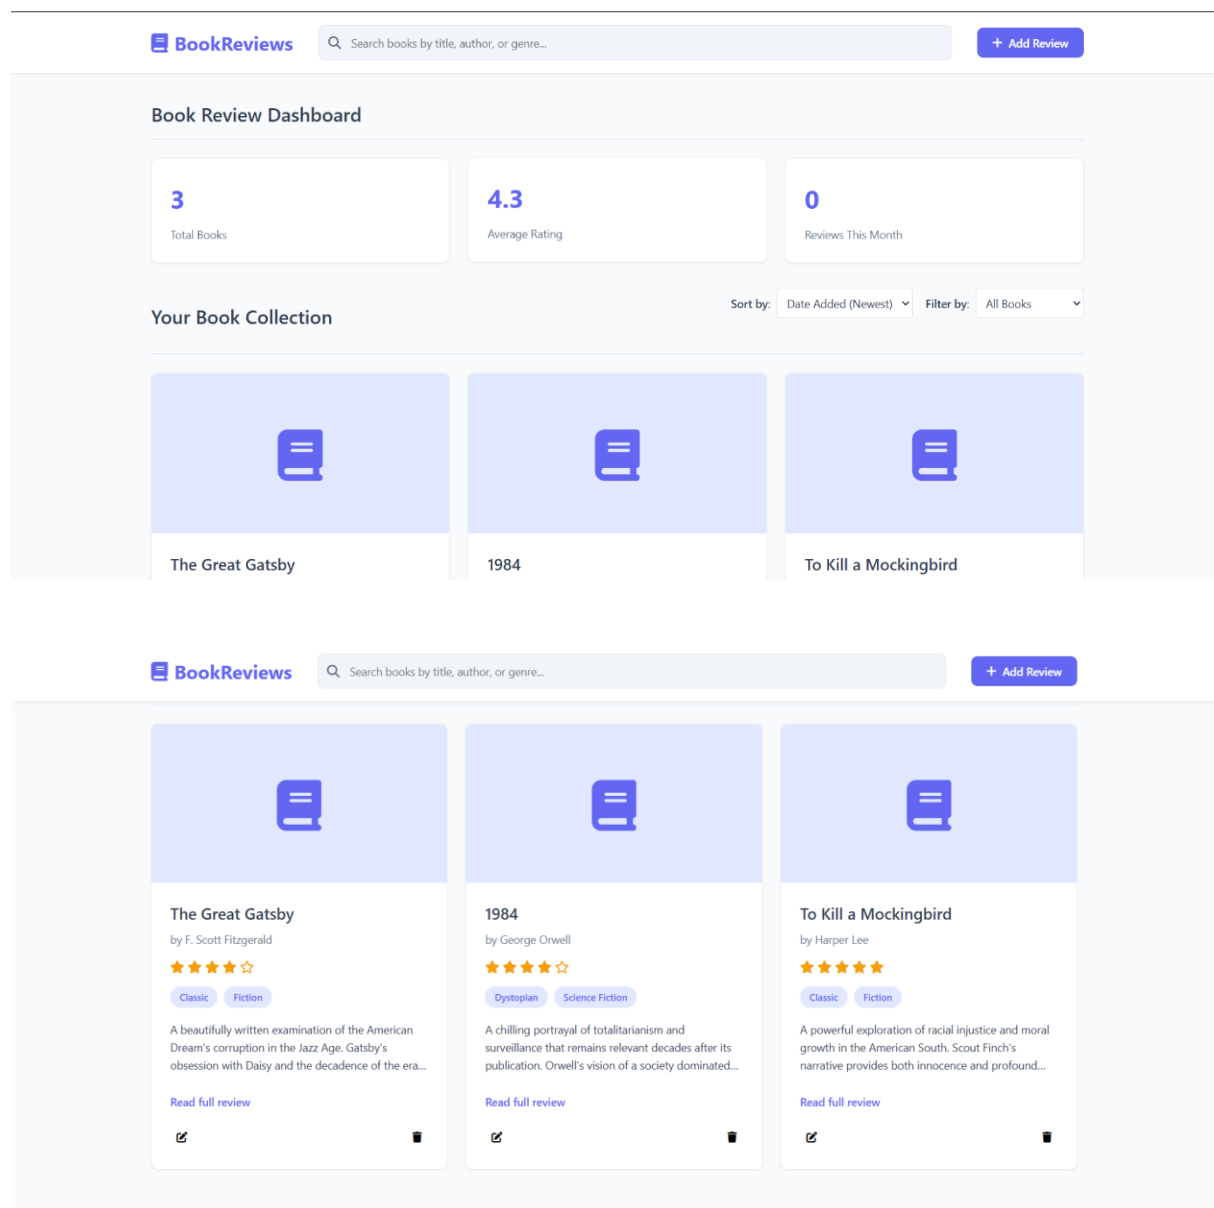 BookReviews
Search books by title, author, or genre...
+ Add Review
Book Review Dashboard
3
Total Books
4.3
Average Rating
0
Reviews This Month
Your Book Collection
Sort by: Date Added (Newest)
Filter by: All Books
The Great Gatsby
1984
To Kill a Mockingbird
BookReviews
Search books by title, author, or genre...
+ Add Review
The Great Gatsby
by F. Scott Fitzgerald
Classic
Fiction
A beautifully written examination of the American
Dream's corruption in the Jazz Age. Gatsby's
obsession with Daisy and the decadence of the era...
Read full review
1984
by George Orwell
Dystopian
Science Fiction
A chilling portrayal of totalitarianism and
surveillance that remains relevant decades after its
publication. Orwell's vision of a society dominated...
Read full review
To Kill a Mockingbird
by Harper Lee
Classic
Fiction
A powerful exploration of racial injustice and moral
growth in the American South. Scout Finch's
narrative provides both innocence and profound...
Read full review